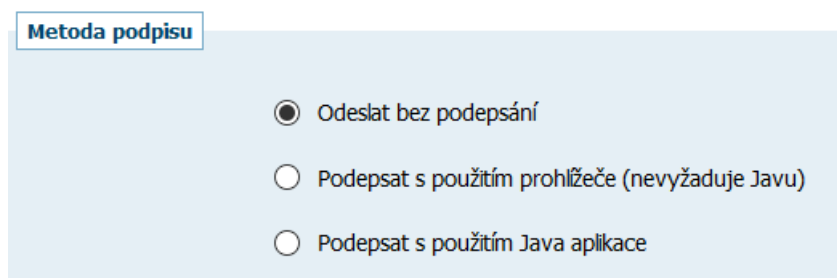 Metoda podpisu
Odeslat bez podepsání
Podepsat s použitím prohlížeče (nevyžaduje Javu)
Podepsat s použitím Java aplikace